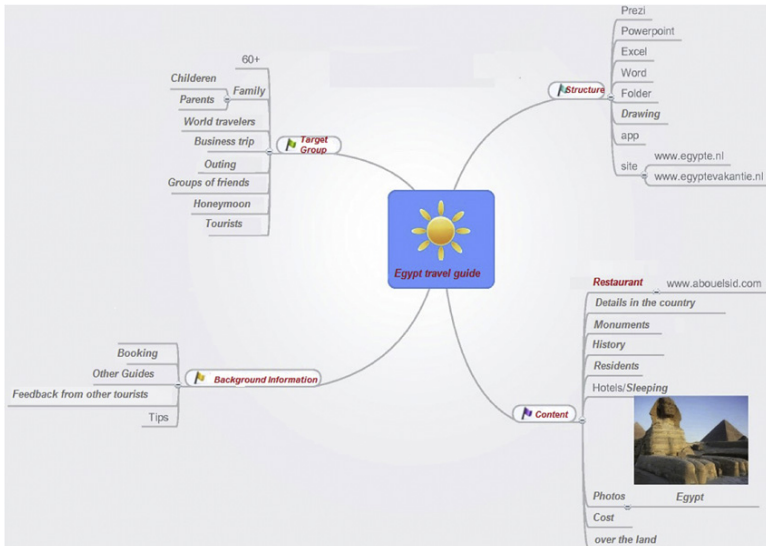 Prezi
Powerpoint
Excel
Word
Folder
Drawing
app
site
www.egypte.nl
www.egyptevakantie.nl
Structure
60+
Childeren
Family
Parents
World travelers
Business trip
Outing
Groups of friends
Honeymoon
Tourists
Target
Group
Egypt travel guide
Booking
Other Guides
Feedback from other tourists
Tips
Background Information
Content
Restaurant
www.abouelsid.com
Details in the country
Monuments
History
Residents
Hotels/Sleeping
Photos
Egypt
Cost
over the land